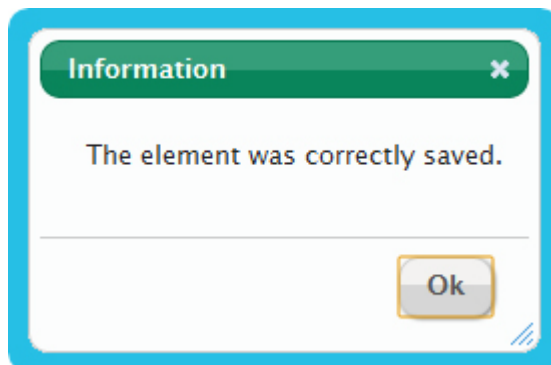 Information
The element was correctly saved.
Ok